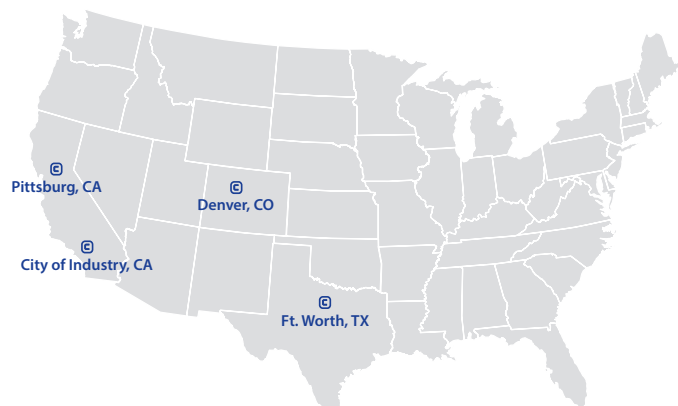 C
Pittsburg, CA
C
Denver, CO
C
City of Industry, CA
C
Ft. Worth, TX